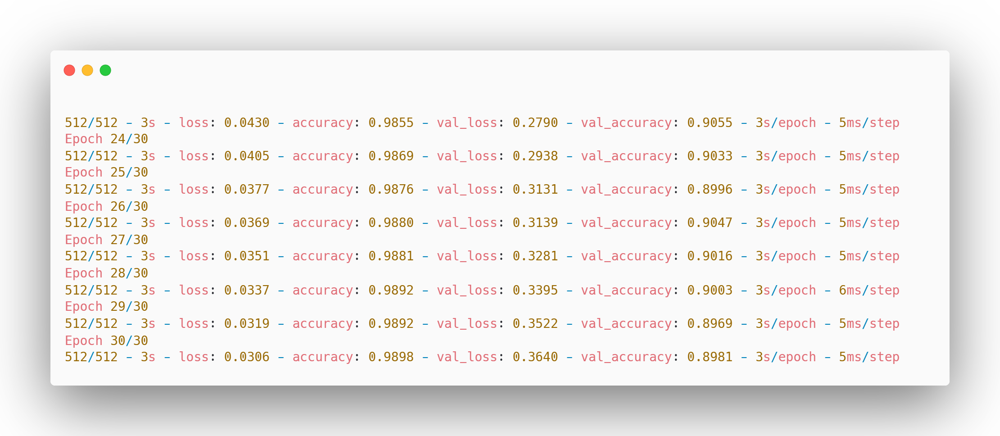 512/512 - 3s - loss: 0.0430 - accuracy: 0.9855 - val_loss: 0.2790 - val_accuracy: 0.9055 - 3s/epoch - 5ms/step
Epoch 24/30
512/512 - 3s - loss: 0.0405 - accuracy: 0.9869 - val_loss: 0.2938 - val_accuracy: 0.9033 - 3s/epoch - 5ms/step
Epoch 25/30
512/512 - 3s - loss: 0.0377 - accuracy: 0.9876 - val_loss: 0.3131 - val_accuracy: 0.8996 - 3s/epoch - 5ms/step
Epoch 26/30
512/512 - 3s - loss: 0.0369 - accuracy: 0.9880 - val_loss: 0.3139 - val_accuracy: 0.9047 - 3s/epoch - 5ms/step
Epoch 27/30
512/512 - 3s - loss: 0.0351 - accuracy: 0.9881 - val_loss: 0.3281 - val_accuracy: 0.9016 - 3s/epoch - 5ms/step
Epoch 28/30
512/512 - 3s - loss: 0.0337 - accuracy: 0.9892 - val_loss: 0.3395 - val_accuracy: 0.9003 - 3s/epoch - 6ms/step
Epoch 29/30
512/512 - 3s - loss: 0.0319 - accuracy: 0.9892 - val_loss: 0.3522 - val_accuracy: 0.8969 - 3s/epoch - 5ms/step
Epoch 30/30
512/512 - 3s - loss: 0.0306 - accuracy: 0.9898 - val_loss: 0.3640 - val_accuracy: 0.8981 - 3s/epoch - 5ms/step